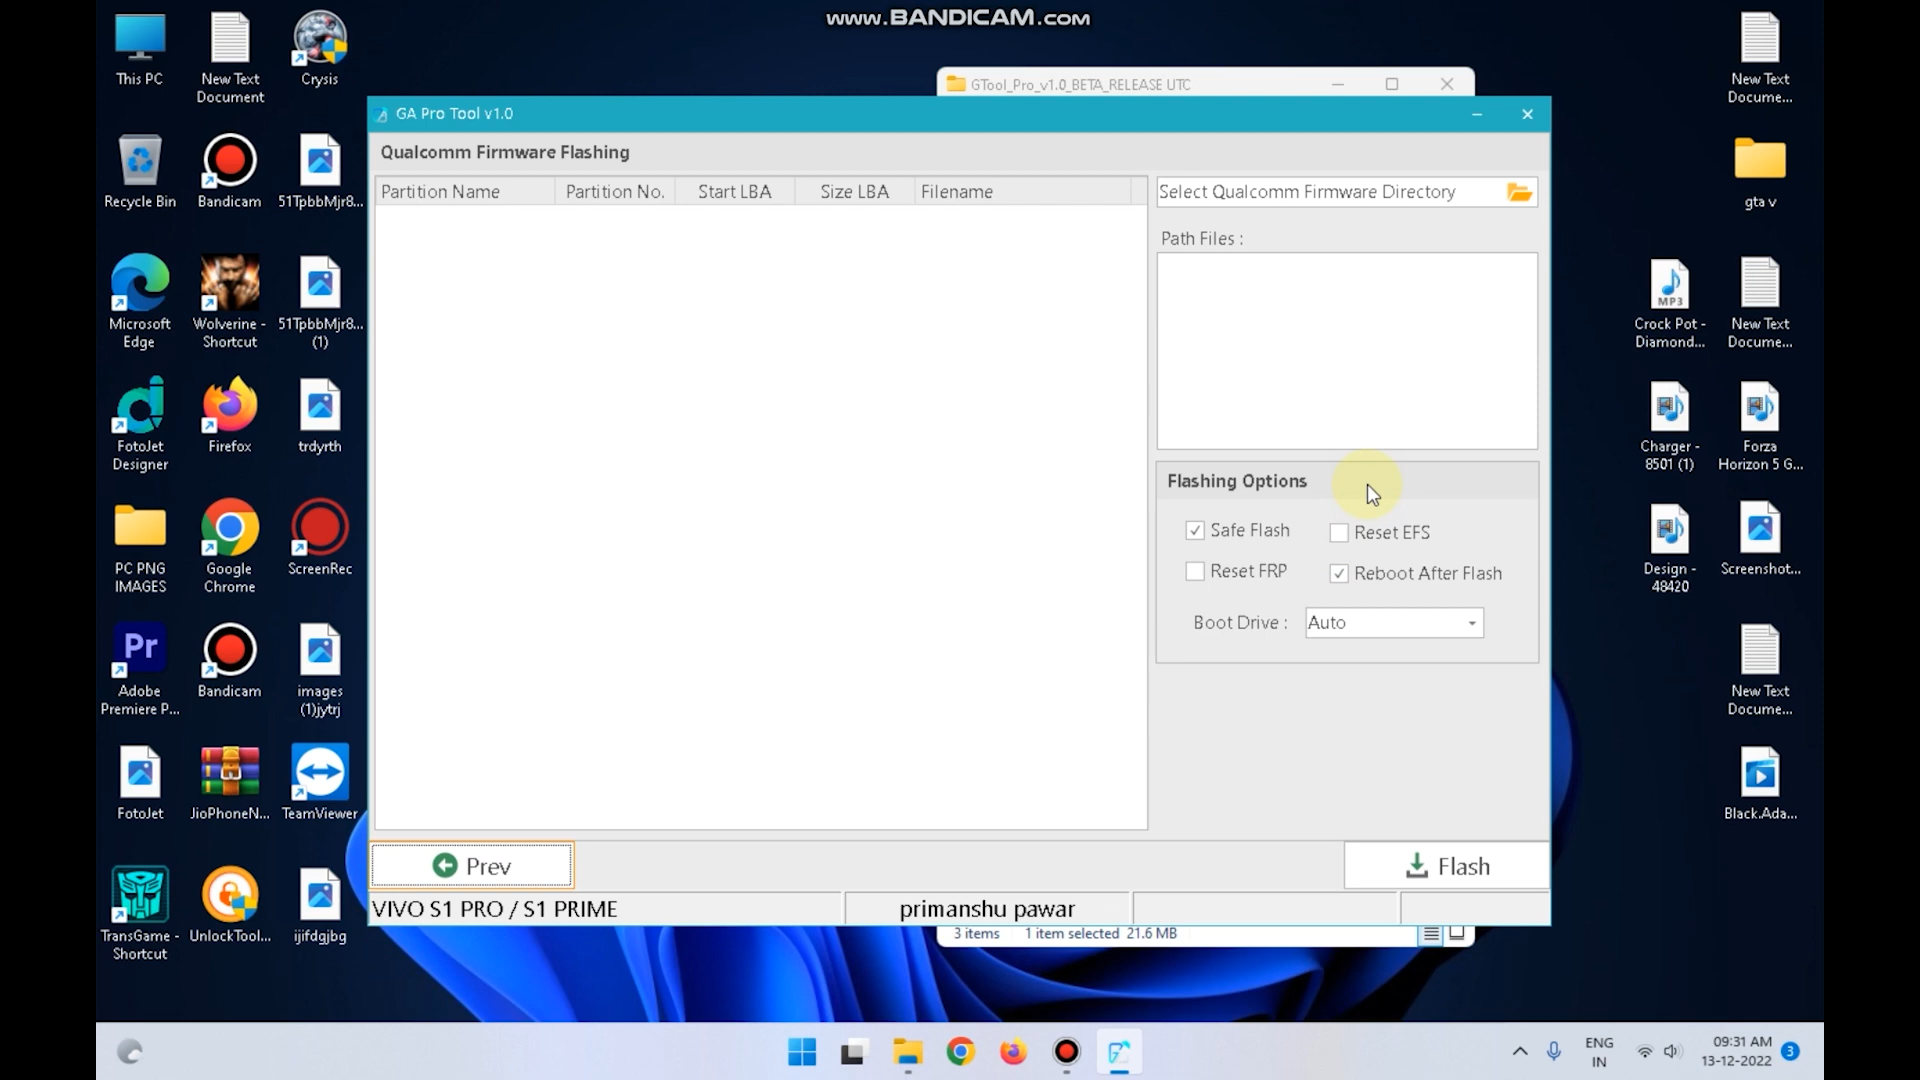 www.BANDICAM.com
This PC
New Text
Document
Crysis
New Text
Docume...
GTool_Pro_v1.0_BETA_RELEASE UTC
GA Pro Tool v1.0
Qualcomm Firmware Flashing
Partition Name
Partition No.
Start LBA
Size LBA
Filename
Select Qualcomm Firmware Directory
Path Files :
Recycle Bin
Bandicam
51TpbbMjr8...
gta v
Microsoft
Edge
Wolverine -
Shortcut
51TpbbMjr8...
(1)
MP3
Crock Pot -
Diamond...
New Text
Docume...
FotoJet
Designer
Firefox
trdyrth
Charger -
8501 (1)
Forza
Horizon 5 G...
Flashing Options
Safe Flash
Reset EFS
Reset FRP
Reboot After Flash
Boot Drive :
Auto
PC PNG
IMAGES
Google
Chrome
ScreenRec
Design -
48420
Screenshot...
Pr
Adobe
Premiere P...
Bandicam
images
(1)jytrj
New Text
Docume...
FotoJet
JioPhoneN...
TeamViewer
Black.Ada...
Prev
Flash
VIVO S1 PRO / S1 PRIME
primanshu pawar
3 items
1 item selected 21.6 MB
TransGame -
Shortcut
UnlockTool...
ijifdgjbg
ENG
IN
09:31 AM
13-12-2022
3